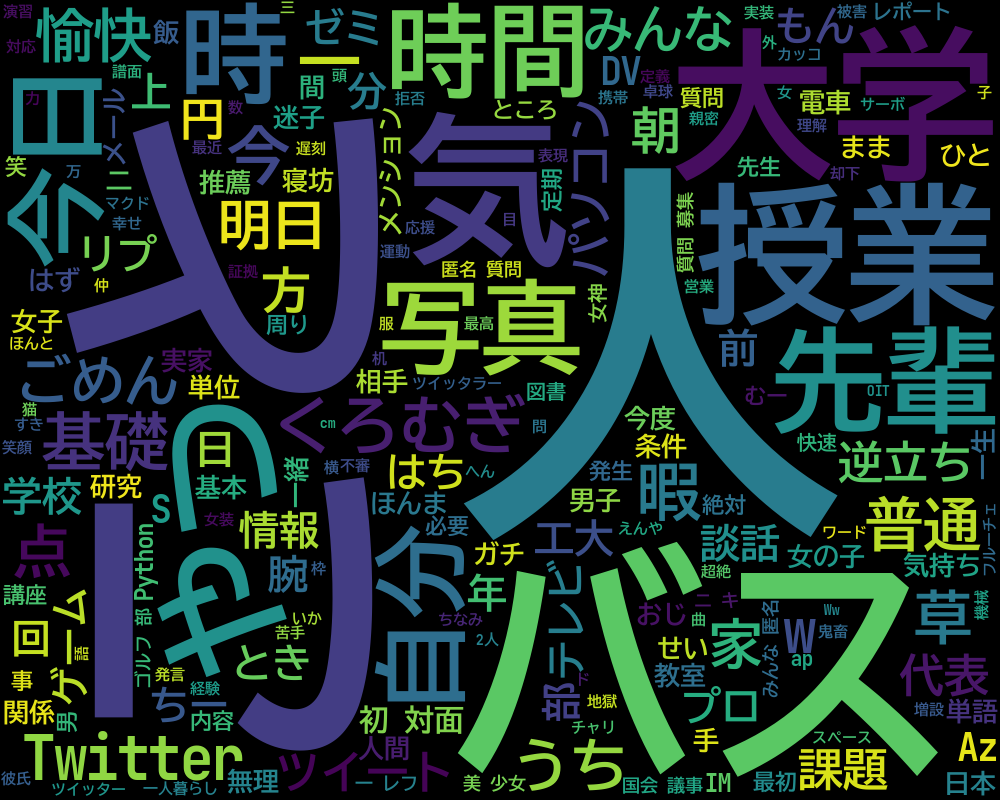 演習
対応
愉快
飯
時
三
ゼミ
一
時間
みんな
実装
もん
被害
レポート
外
カッコ
大学
譜面
上
間
頭
分
拒否
ところ
DV
定義
卓球
携帯
質問
女
電車
サーボ
子
今日
力
メール
円
数
迷子
最近
今
遅刻
メンション
気
表現
パソコン
朝
親密
理解
まま
ひと
先生
却下
笑
万
ニ
マクド
幸せ
推薦
寝坊
定期
質問 募集
授業
リプ
明日
応援
目
運動
人
はず
仲
証拠
方
匿名 質問
女神
営業
とりい
女子
ほんと
周り
服
写真
最高
前
先輩
ごめん
実家
単位
机
相手
ツイッタラー
図書
むー
OIT
猫
すき
笑顔
基礎
やつ
日
くろむぎ
cm
問
今度
条件
快速
逆立ち
一生
学校
研究
S
基本
一緒
横不審
はち
へん
発生
暇
絶対
ほんま
必要
男子
普通
ワード
フルーチェ
点
Python
女装
情報
自分
ガチ
工大
えんや
談話
女の子
気持ち
講座
腕
枠
年
テレビ
超絶
バス
回
ゲーム
語
部
ゴルフ
いか
苦手
ちなみ
2人
おじ
ニ
キ
曲
匿名
みんな
W
Ww
鬼畜
草
機械
事
発言
とき
せい
家
ap
代表
関係
男
ちー
経験
内容
初
対面
部
地獄
教室
プロ
増設
単語
チャリ
手
スペース
Twitter
人間
ツイート
うち
Az
彼氏
ツイッター
一人暮らし
無理
一
レフ
美
少女
国会
議事
IM
最初
課題
日本